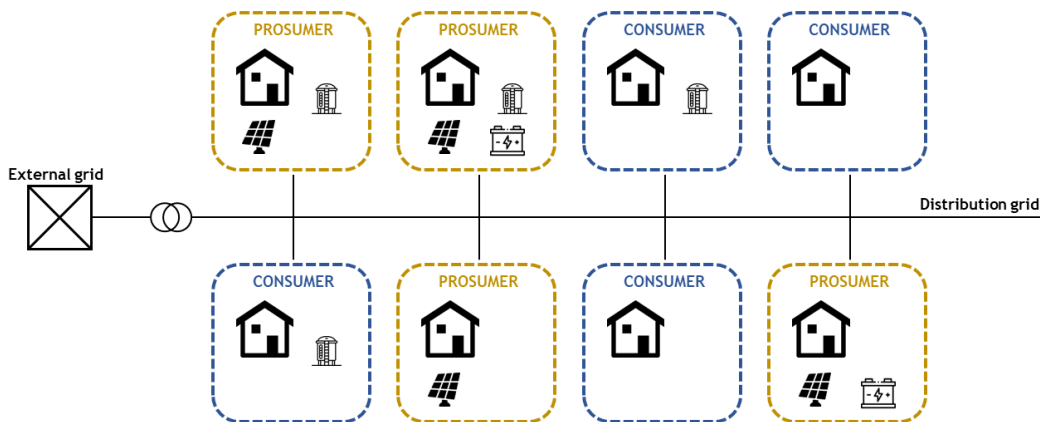 PROSUMER
PROSUMER
CONSUMER
CONSUMER
External grid
Distribution grid
CONSUMER
PROSUMER
CONSUMER
PROSUMER